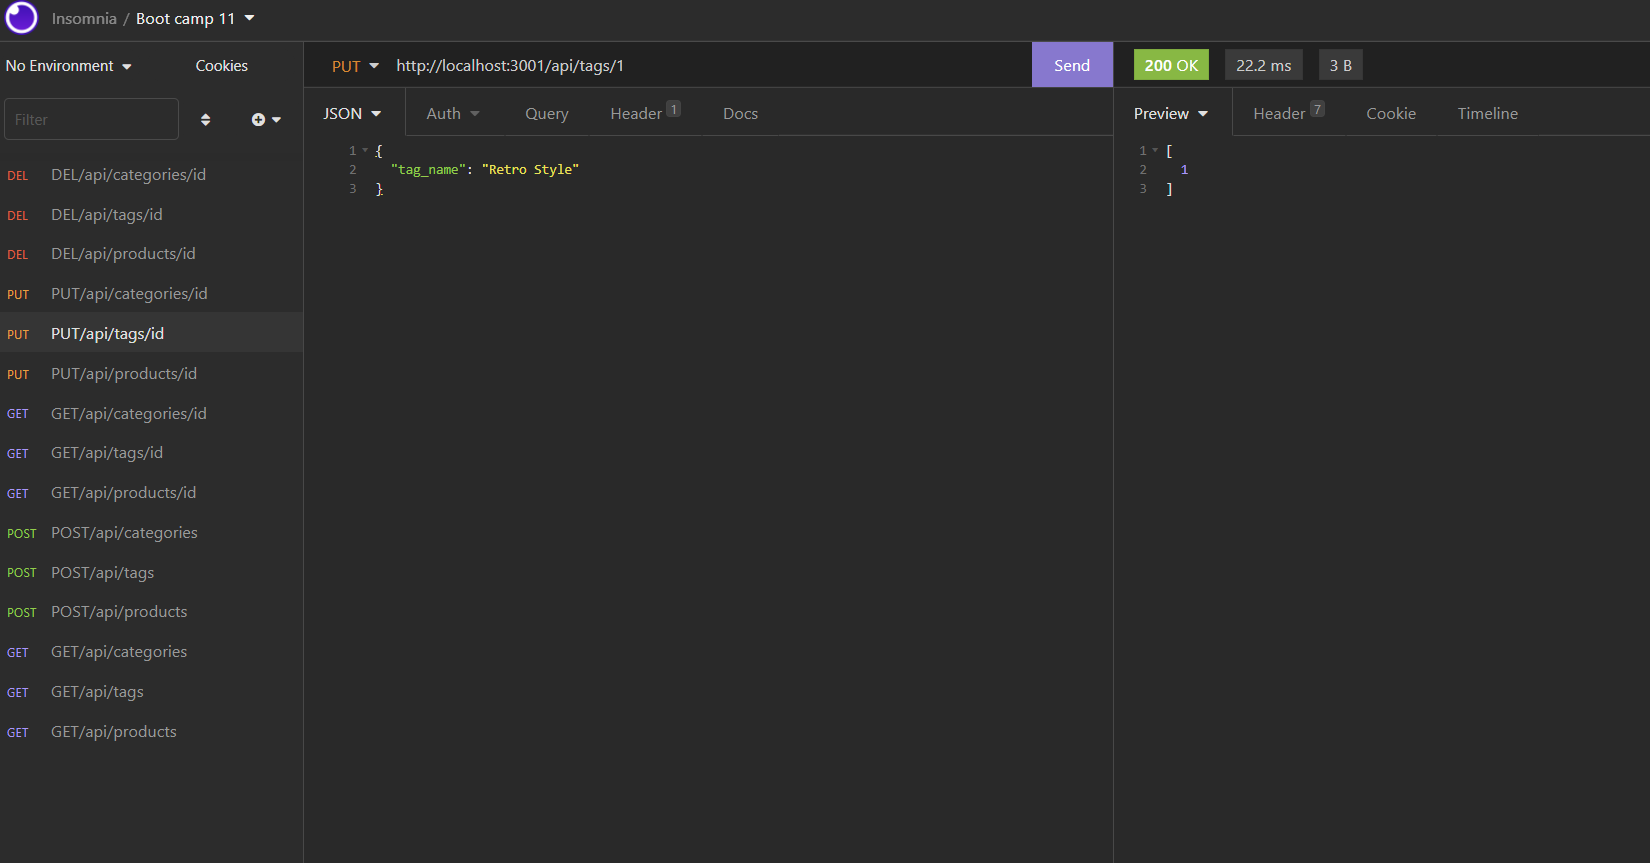 Insomnia / Boot camp 11
No Environment
Cookies
Filter
DEL DEL/api/categories/id
DEL DEL/api/tags/id
DEL DEL/api/products/id
PUT PUT/api/categories/id
PUT PUT/api/tags/id
PUT PUT/api/products/id
GET GET/api/categories/id
GET GET/api/tags/id
GET GET/api/products/id
POST POST/api/categories
POST POST/api/tags
POST POST/api/products
GET GET/api/categories
GET GET/api/tags
GET GET/api/products
PUT http://localhost:3001/api/tags/1 Send
JSON Auth Query Header 1 Docs
1 {
2 "tag_name": "Retro Style"
3 }
200 OK 22.2 ms 3 B
Preview Header 7 Cookie Timeline
1 [
2 1
3 ]